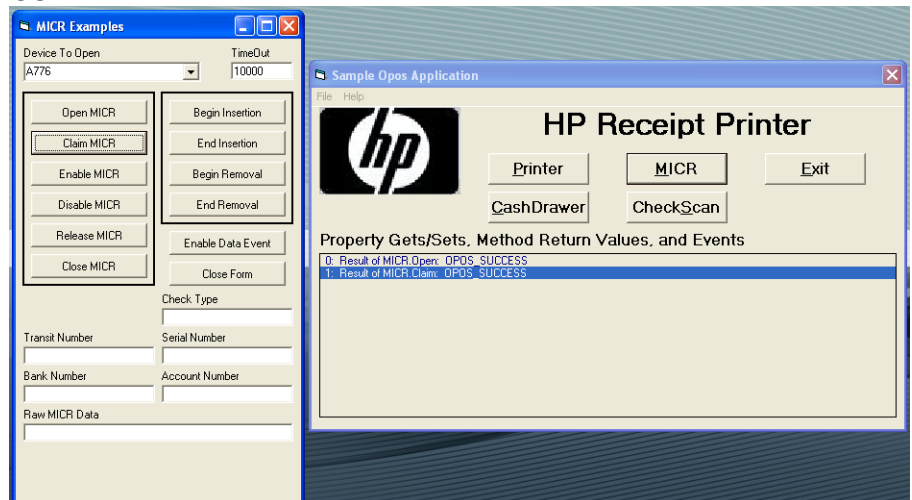 MICR Examples
Device To Open
TimeOut
A776
10000
Open MICR
Begin Insertion
Claim MICR
End Insertion
Enable MICR
Begin Removal
Disable MICR
End Removal
Release MICR
Enable Data Event
Close MICR
Close Form
Check Type
Transit Number
Serial Number
Bank Number
Account Number
Raw MICR Data
Sample Opos Application
File Help
hp
HP Receipt Printer
Printer
MICR
Exit
CashDrawer
CheckScan
Property Gets/Sets, Method Return Values, and Events
0: Result of MICR.Open: OPOS_SUCCESS
1: Result of MICR.Claim: OPOS_SUCCESS